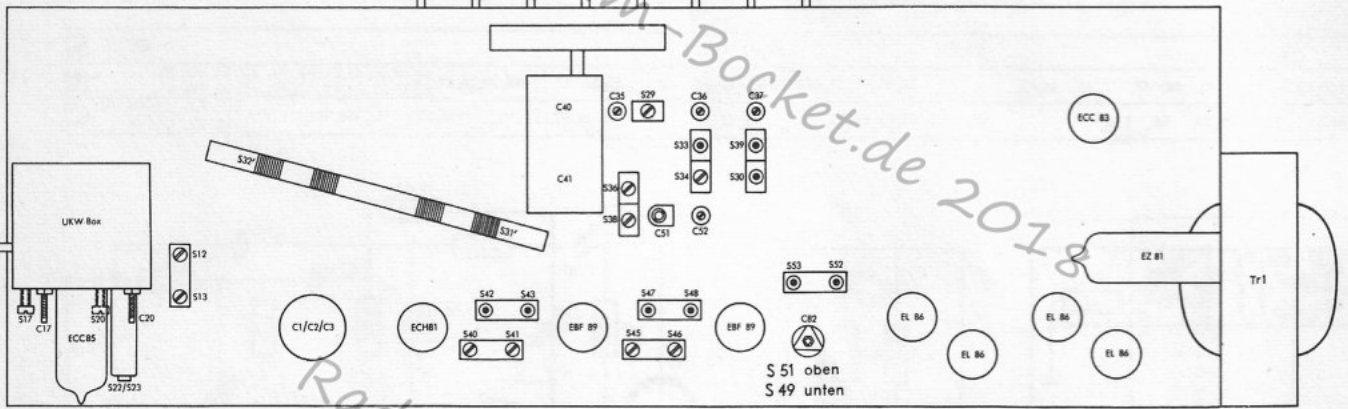 m-Bocket.de 2018
C40
C35
S29
C36
C37
ECC 83
S33
S39
S32'
C41
S34
S30
S36
UKW-Box
S38
C51
C52
S31'
S12
EZ 81
S53
S52
Tr1
S13
S42
S43
S47
S48
S17
C17
S20
C20
C1/C2/C3
ECH81
EBF 89
EBF 89
C82
EL 86
EL 86
ECC85
S40
S41
S45
S46
EL 86
EL 86
S 51 oben
S22/S23
S 49 unten
Rad